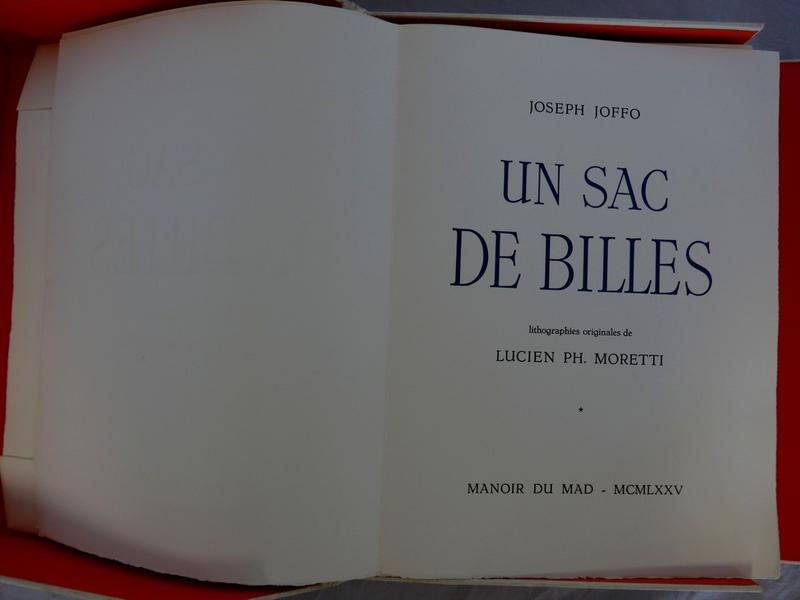 JOSEPH JOFFO
UN SAC
DE BILLES
lithographies originales de
LUCIEN PH. MORETTI
*
MANOIR DU MAD - MCMLXXV